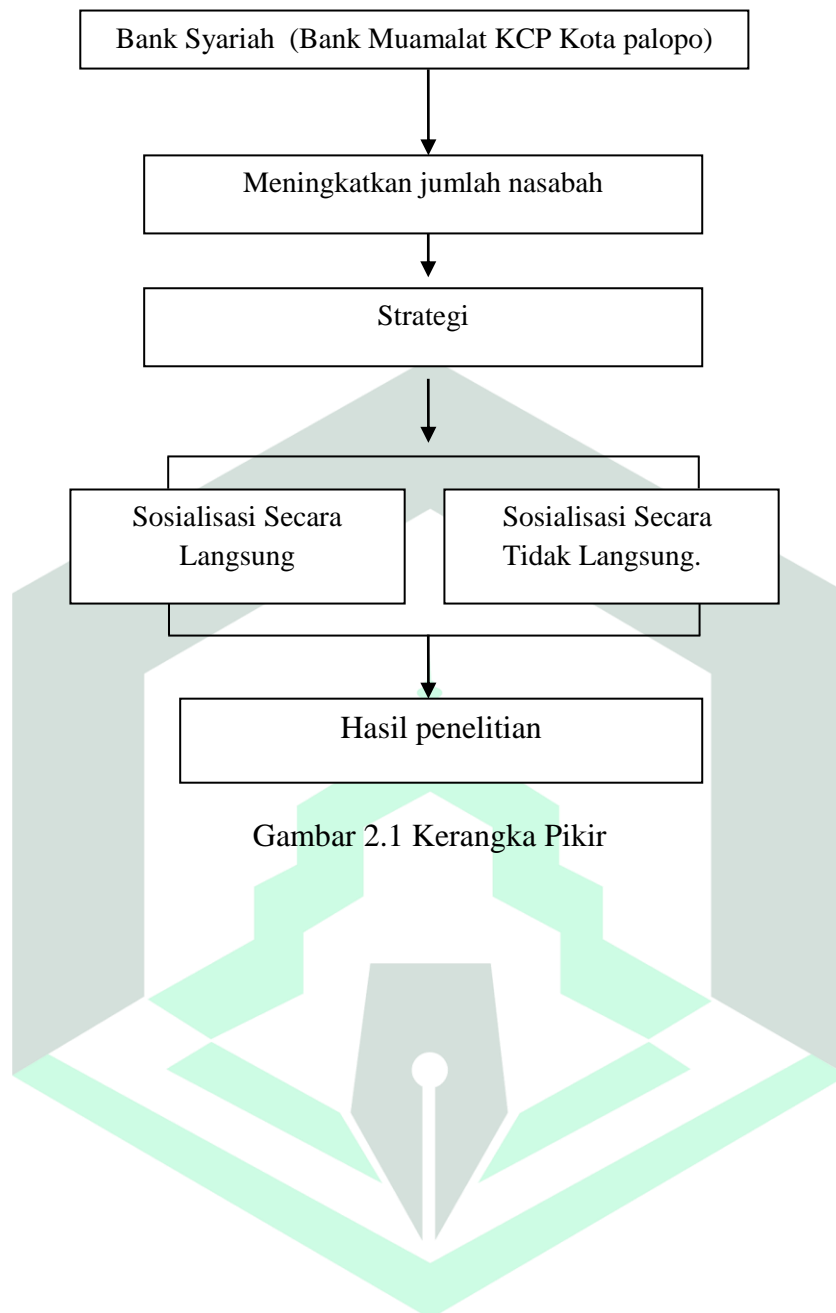 Bank Syariah (Bank Muamalat KCP Kota palopo)
Meningkatkan jumlah nasabah
Strategi
Sosialisasi Secara
Langsung
Sosialisasi Secara
Tidak Langsung.
Hasil penelitian
Gambar 2.1 Kerangka Pikir